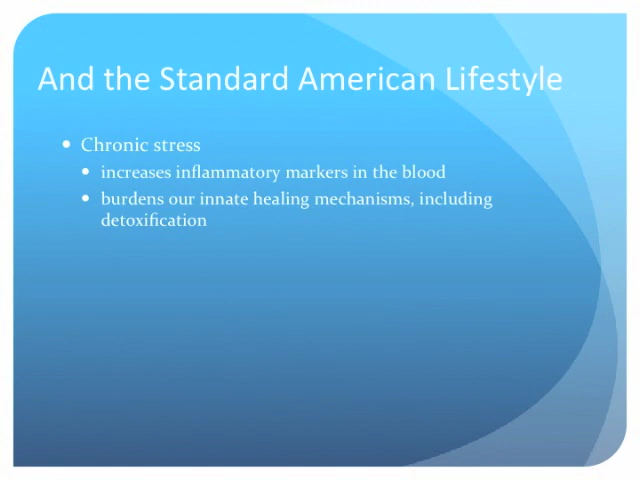 And the Standard American Lifestyle
• Chronic stress
• increases inflammatory markers in the blood
• burdens our innate healing mechanisms, including
detoxification